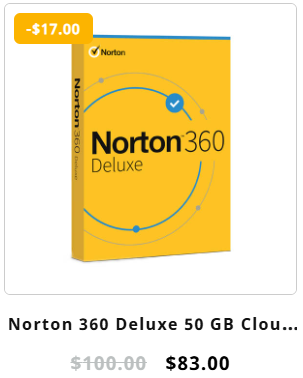 -$17.00
Norton
Norton 360 Deluxe
Norton 360
Deluxe
Norton 360 Deluxe 50 GB Clou...
$100.00 $83.00